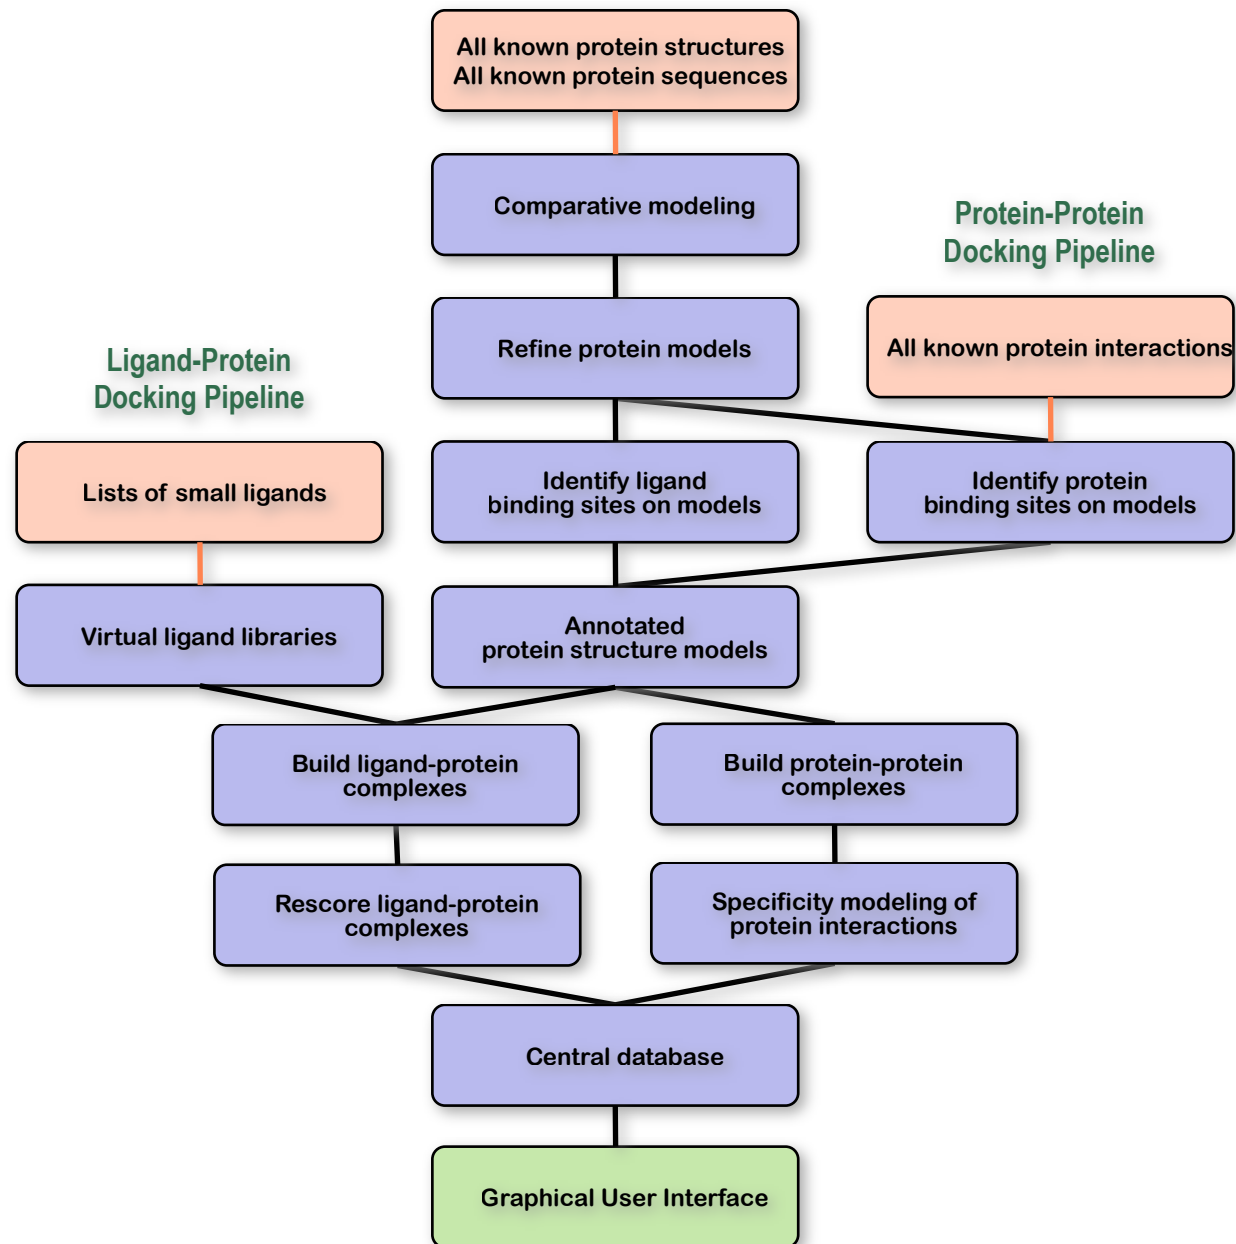 All known protein structures
All known protein sequences
Comparative modeling
Protein-Protein
Docking Pipeline
Refine protein models
All known protein interactions
Ligand-Protein
Docking Pipeline
Lists of small ligands
Identify ligand
binding sites on models
Identify protein
binding sites on models
Virtual ligand libraries
Annotated
protein structure models
Build ligand-protein
complexes
Build protein-protein
complexes
Rescore ligand-protein
complexes
Specificity modeling of
protein interactions
Central database
Graphical User Interface